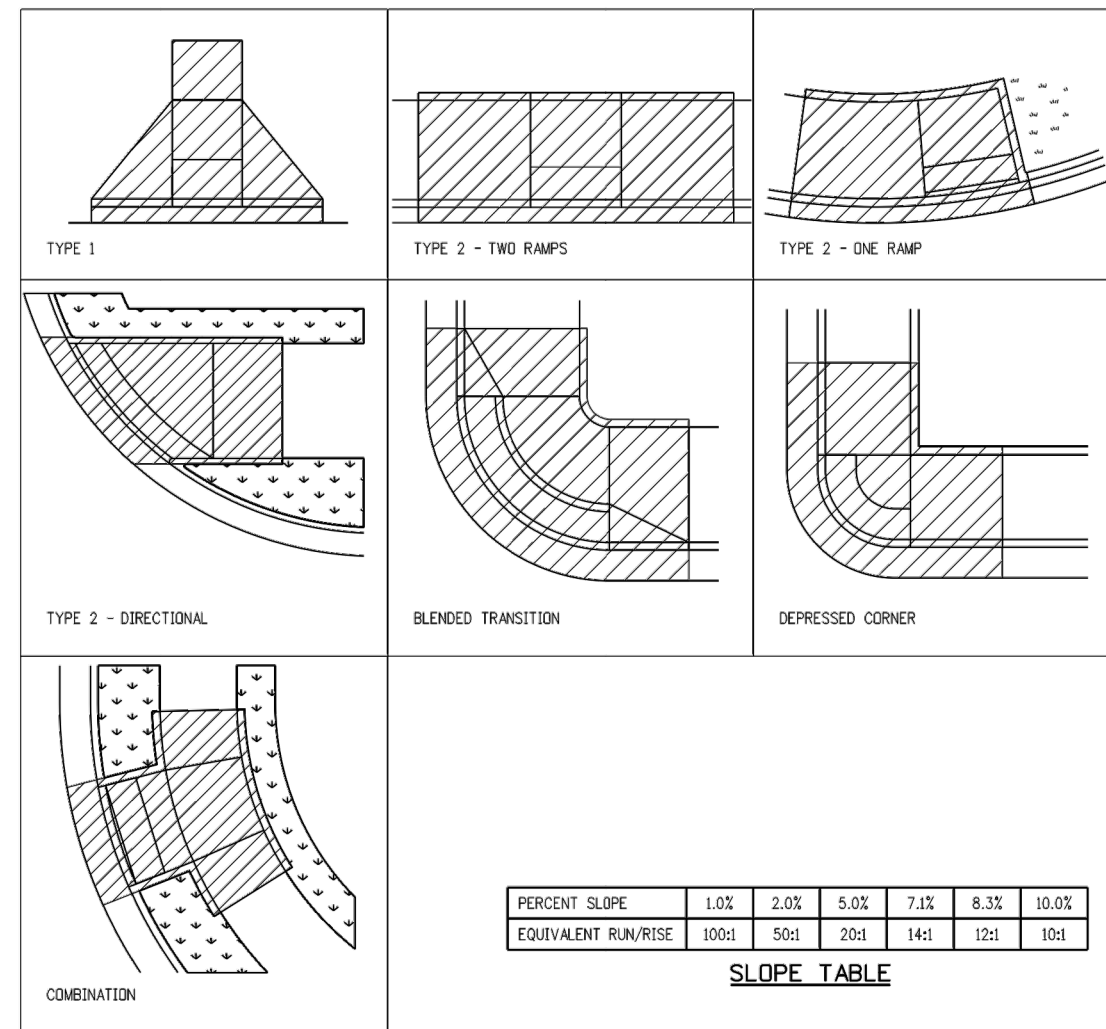 TYPE 1
TYPE 2 - TWO RAMPS
TYPE 2 - ONE RAMP
TYPE 2 - DIRECTIONAL
BLENDED TRANSITION
DEPRESSED CORNER
COMBINATION
PERCENT SLOPE 1.0% 2.0% 5.0% 7.1% 8.3% 10.0%
EQUIVALENT RUN/RISE 100:1 50:1 20:1 14:1 12:1 10:1
SLOPE TABLE